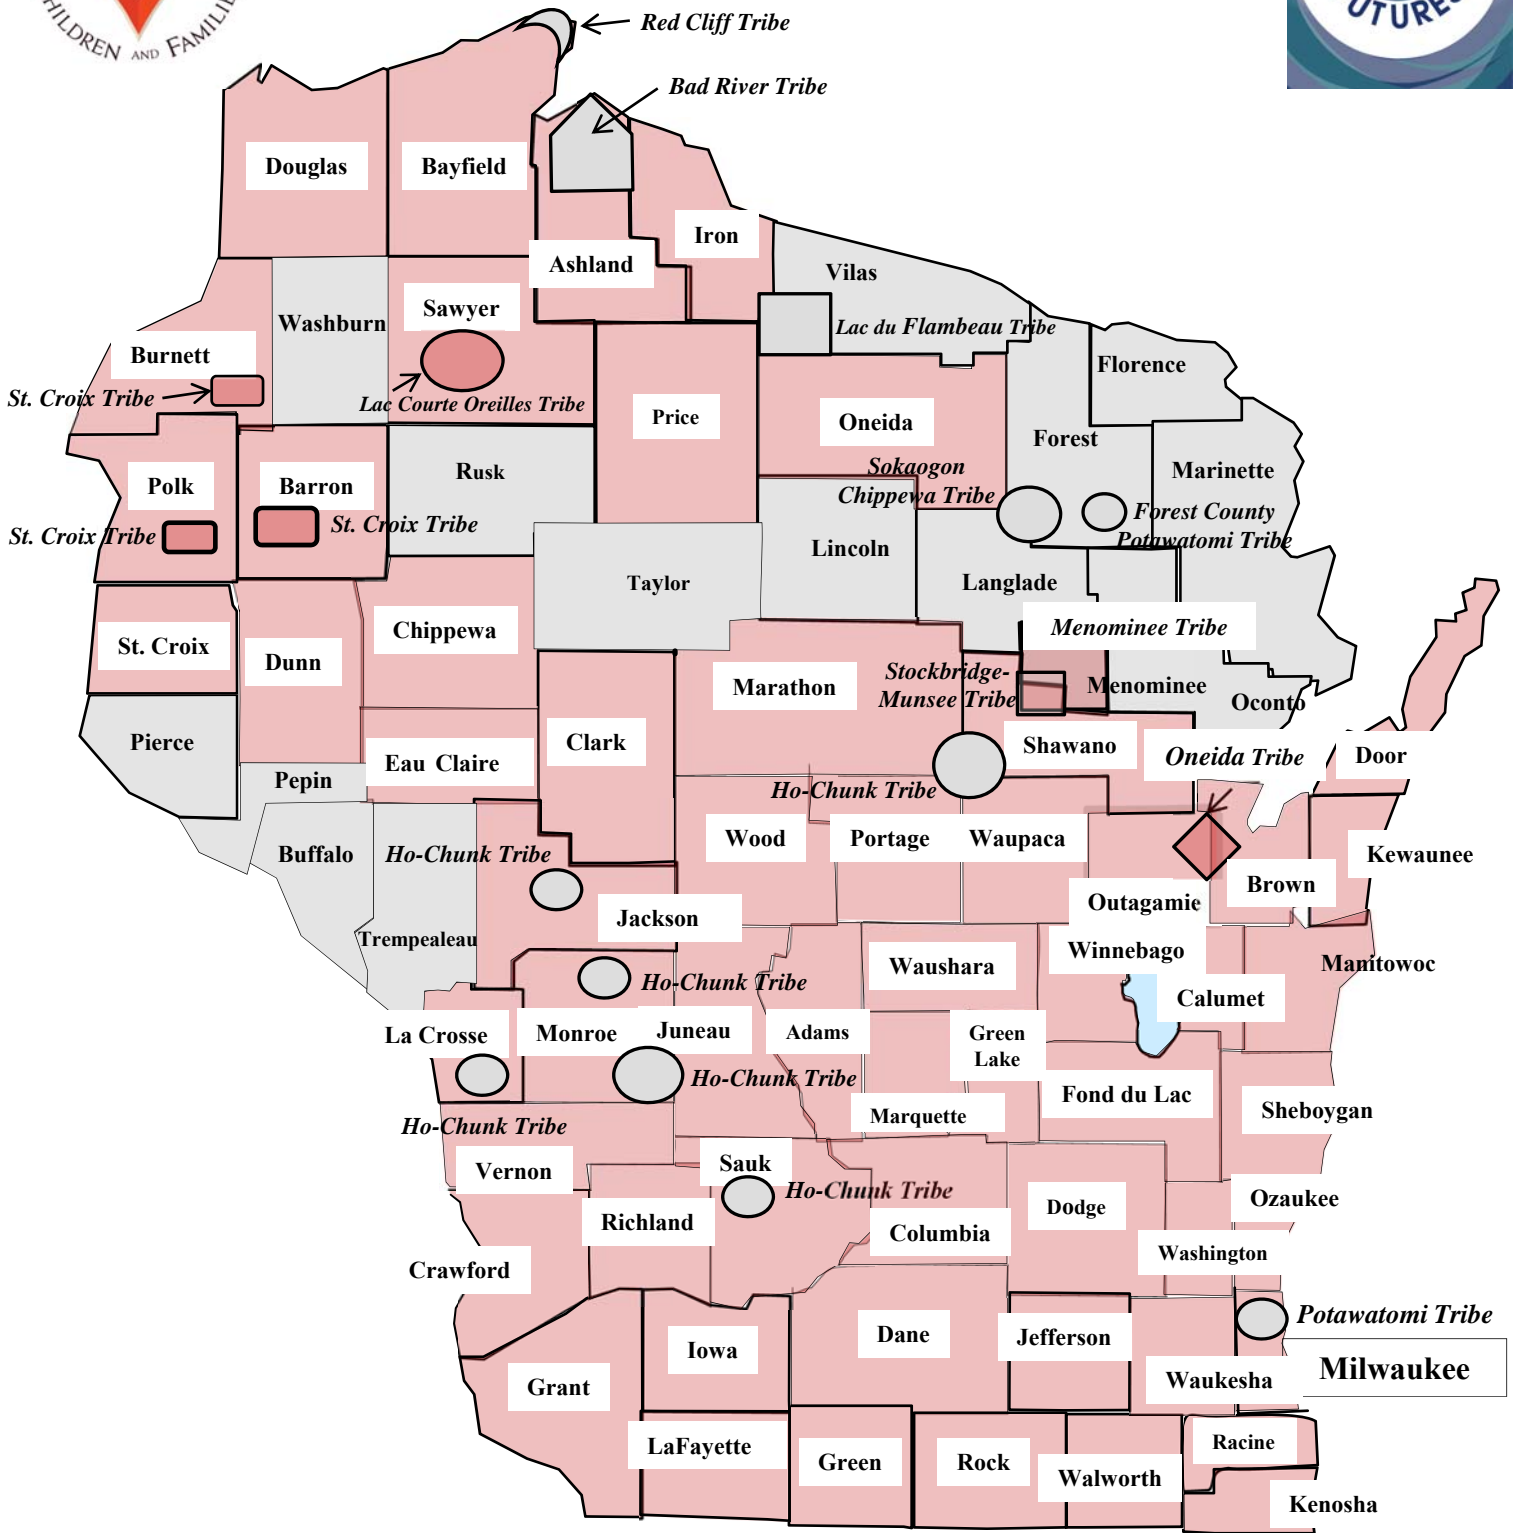 CHILDREN AND FAMILIE
UTURES
Red Cliff Tribe
Bad River Tribe
Douglas
Bayfield
Iron
Ashland
Vilas
Sawyer
Washburn
Lac du Flambeau Tribe
Burnett
Florence
St. Croix Tribe
Lac Courte Oreilles Tribe
Price
Oneida
Forest
Sokaogon
Chippewa Tribe
Rusk
Marinette
Polk
Barron
St. Croix Tribe
St. Croix Tribe
Forest County
Potawatomi Tribe
Lincoln
Taylor
Langlade
Chippewa
Menominee Tribe
St. Croix
Dunn
Marathon
Stockbridge-
Munsee Tribe
Menominee
Oconto
Pierce
Clark
Shawano
Oneida Tribe
Door
Eau Claire
Pepin
Ho-Chunk Tribe
Wood
Portage
Waupaca
Buffalo
Ho-Chunk Tribe
Kewaunee
Brown
Outagamie
Jackson
Trempealeau
Winnebago
Waushara
Manitowoc
Ho-Chunk Tribe
Calumet
La Crosse
Monroe
Juneau
Adams
Green
Lake
Ho-Chunk Tribe
Fond du Lac
Marquette
Sheboygan
Ho-Chunk Tribe
Vernon
Sauk
Ho-Chunk Tribe
Ozaukee
Dodge
Richland
Columbia
Washington
Crawford
Potawatomi Tribe
Dane
Jefferson
Iowa
Milwaukee
Waukesha
Grant
LaFayette
Racine
Green
Rock
Walworth
Kenosha